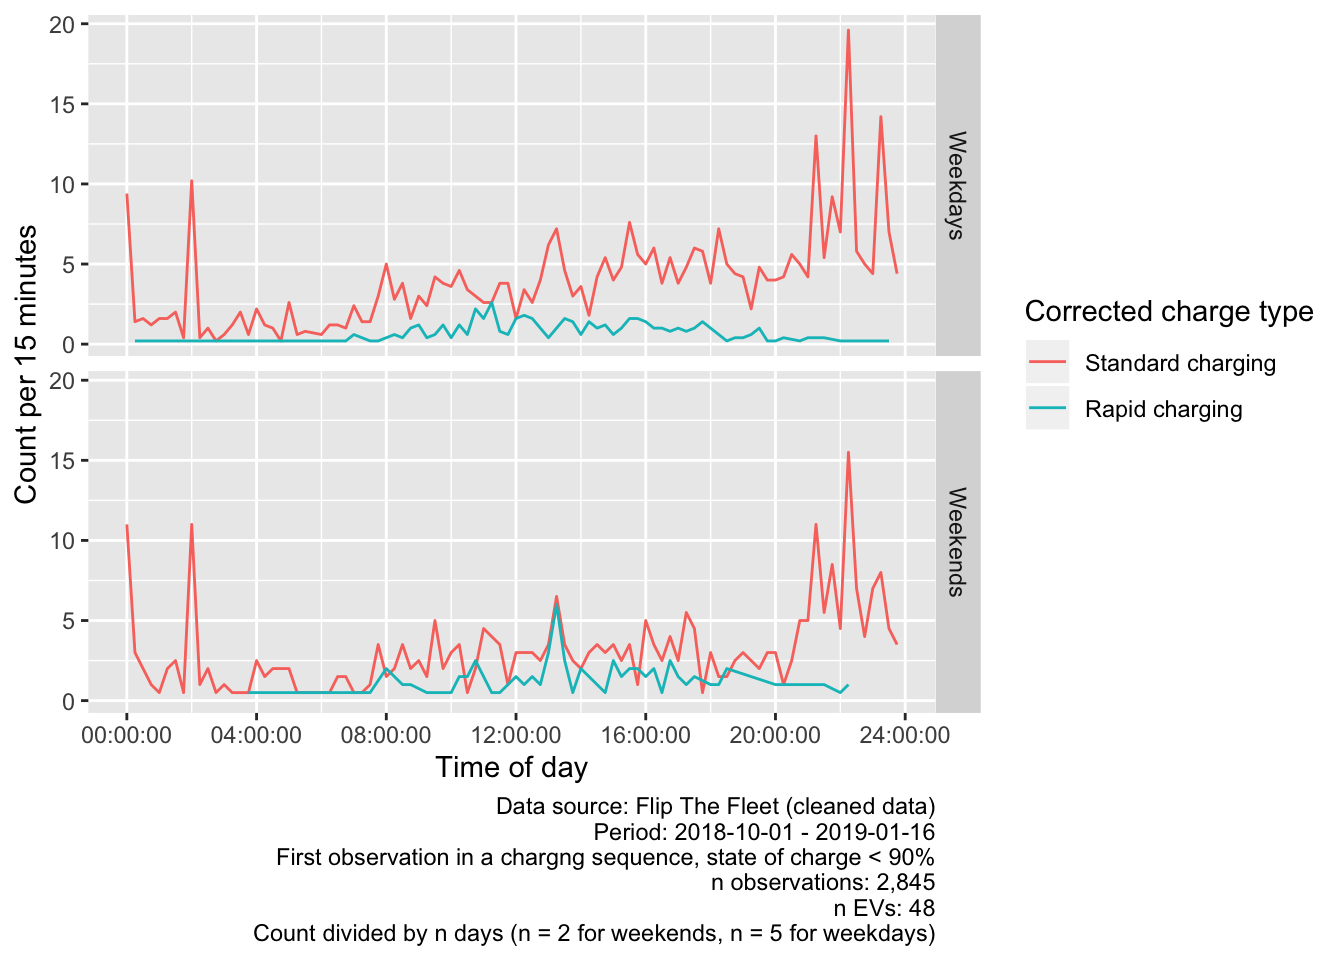 20
15
10
5
0
Weekdays
20
15
10
5
0
Weekends
Count per 15 minutes
00:00:00 04:00:00 08:00:00 12:00:00 16:00:00 20:00:00 24:00:00
Time of day
Corrected charge type
Standard charging
Rapid charging
Data source: Flip The Fleet (cleaned data)
Period: 2018-10-01 - 2019-01-16
First observation in a chargng sequence, state of charge < 90%
n observations: 2,845
n EVs: 48
Count divided by n days (n = 2 for weekends, n = 5 for weekdays)